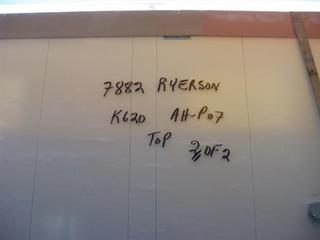 7882 RYERSON
K620 AH-P07
TOP
2 OF 2